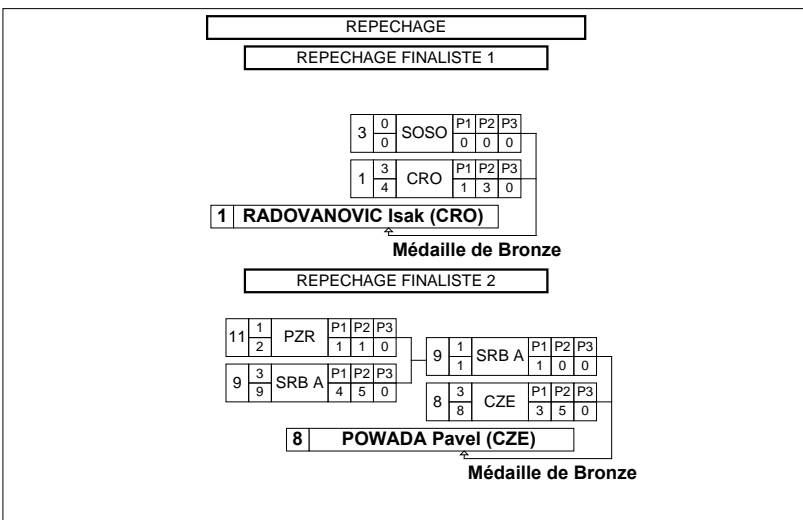 REPECHAGE
REPECHAGE FINALISTE 1
3 0 SOSO P1 P2 P3
0 0 0 0
1 3 CRO P1 P2 P3
4 1 3 0
1 RADOVANOVIC Isak (CRO)
Médaille de Bronze
REPECHAGE FINALISTE 2
11 1 PZR P1 P2 P3
2 1 1 0
9 3 SRB A P1 P2 P3
9 4 5 0
9 1 SRB A P1 P2 P3
1 1 0 0
8 3 CZE P1 P2 P3
8 3 5 0
8 POWADA Pavel (CZE)
Médaille de Bronze